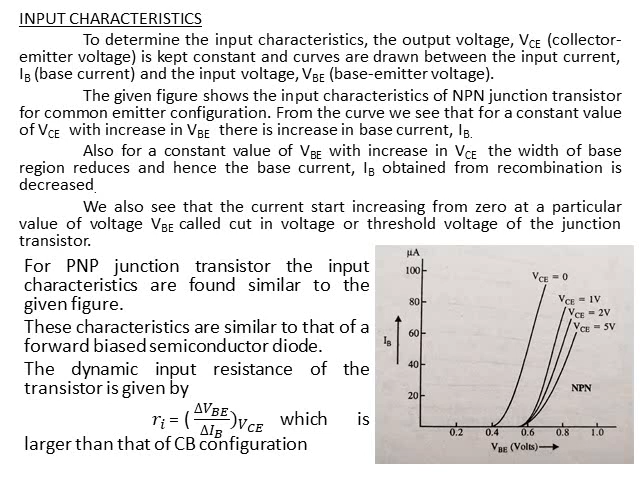 INPUT CHARACTERISTICS
To determine the input characteristics, the output voltage, VCE (collector-
emitter voltage) is kept constant and curves are drawn between the input current,
IB (base current) and the input voltage, VBE (base-emitter voltage).
The given figure shows the input characteristics of NPN junction transistor
for common emitter configuration. From the curve we see that for a constant value
of VCE with increase in VBE there is increase in base current, IB.
Also for a constant value of VBE with increase in VCE the width of base
region reduces and hence the base current, IB obtained from recombination is
decreased.
We also see that the current start increasing from zero at a particular
value of voltage VBE called cut in voltage or threshold voltage of the junction
transistor.
For PNP junction transistor the input
characteristics are found similar to the
given figure.
These characteristics are similar to that of a
forward biased semiconductor diode.
The dynamic input resistance of the
transistor is given by
ri = (ΔVBE/ΔIB)VCE which is
larger than that of CB configuration
μA
100
80
60
40
20
IB
VCE = 0
VCE = 1V
VCE = 2V
VCE = 5V
NPN
0.2 0.4 0.6 0.8 1.0
VBE (Volts)→